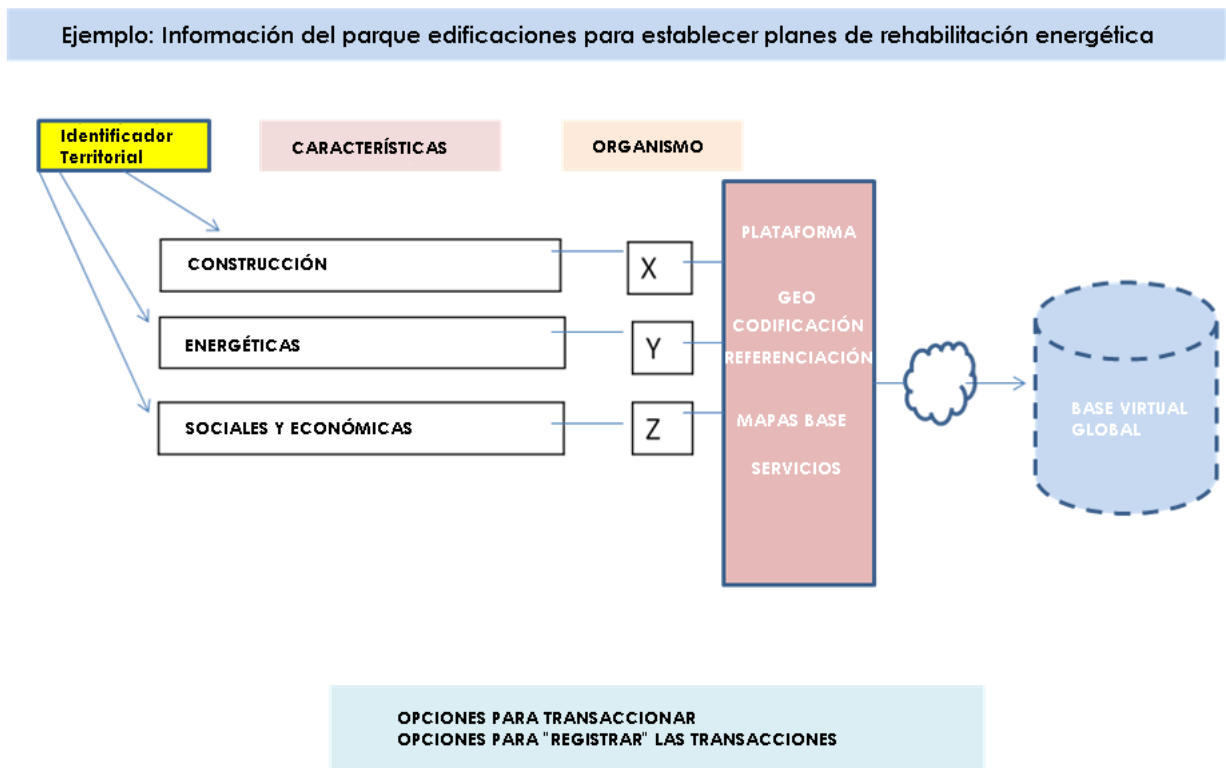 Ejemplo: Información del parque edificaciones para establecer planes de rehabilitación energética
Identificador
Territorial
CARACTERÍSTICAS
ORGANISMO
CONSTRUCCIÓN
X
ENERGÉTICAS
Y
SOCIALES Y ECONÓMICAS
Z
PLATAFORMA
GEO
CODIFICACIÓN
REFERENCIACIÓN
MAPAS BASE
SERVICIOS
BASE VIRTUAL
GLOBAL
OPCIONES PARA TRANSACCIONAR
OPCIONES PARA "REGISTRAR" LAS TRANSACCIONES